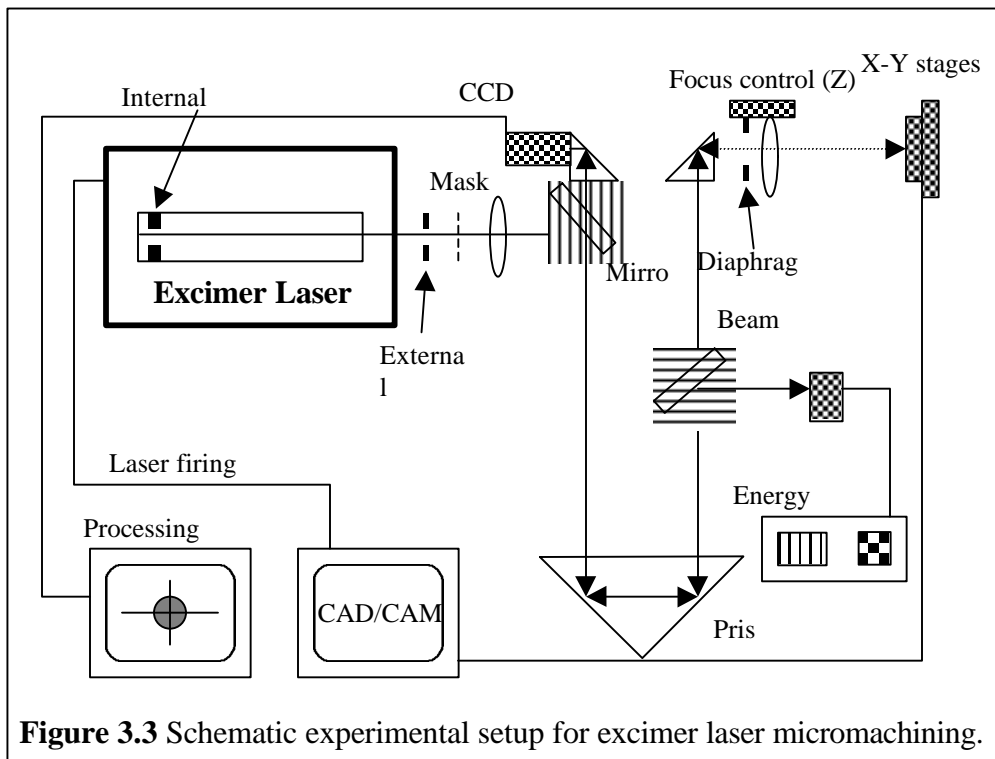 X-Y stages
Focus control (Z)
Internal
CCD
Mask
Mirro
Diaphrag
Excimer Laser
Beam
Externa
l
Laser firing
Energy
Processing
CAD/CAM
Pris
Figure 3.3 Schematic experimental setup for excimer laser micromachining.